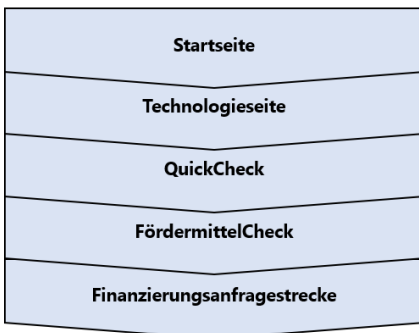 Startseite
Technologieseite
QuickCheck
FördermittelCheck
Finanzierungsanfragestrecke